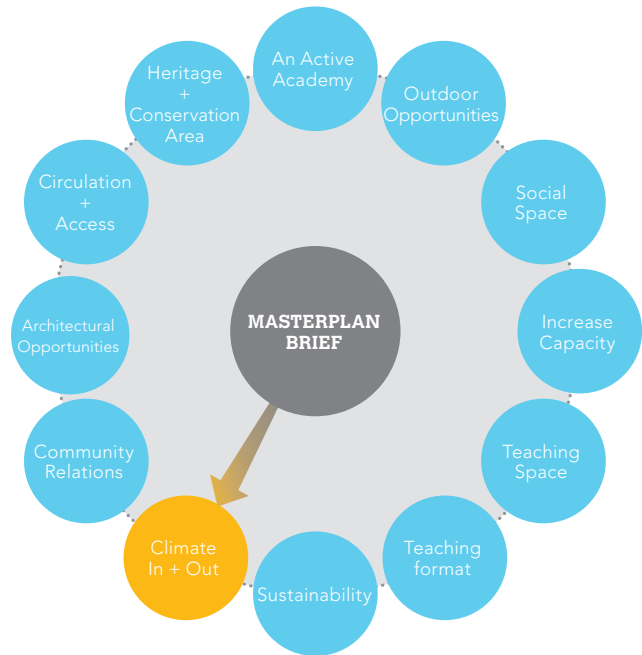 An Active
Academy
Outdoor
Opportunities
Social
Space
Increase
Capacity
Teaching
Space
Teaching
format
Sustainability
Climate
In + Out
Community
Relations
Architectural
Opportunities
Circulation
+
Access
Heritage
+
Conservation
Area
MASTERPLAN
BRIEF